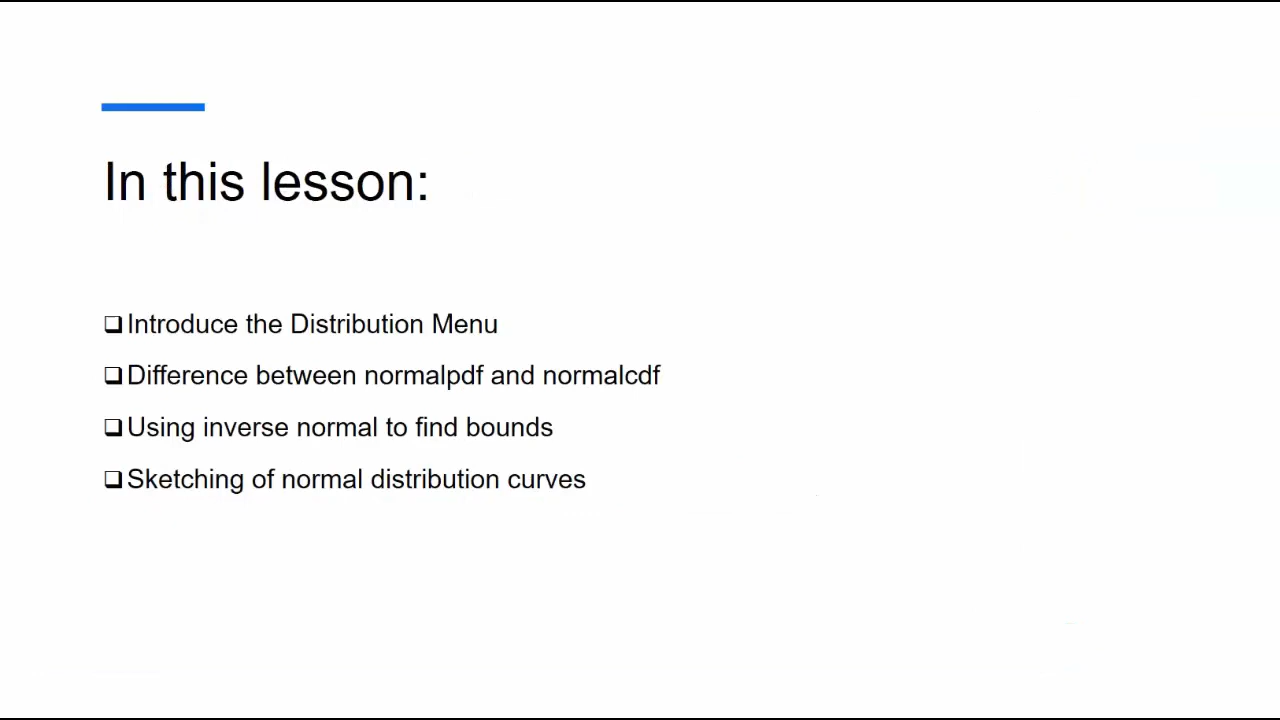 In this lesson:
❑Introduce the Distribution Menu
❑Difference between normalpdf and normalcdf
❑Using inverse normal to find bounds
❑Sketching of normal distribution curves